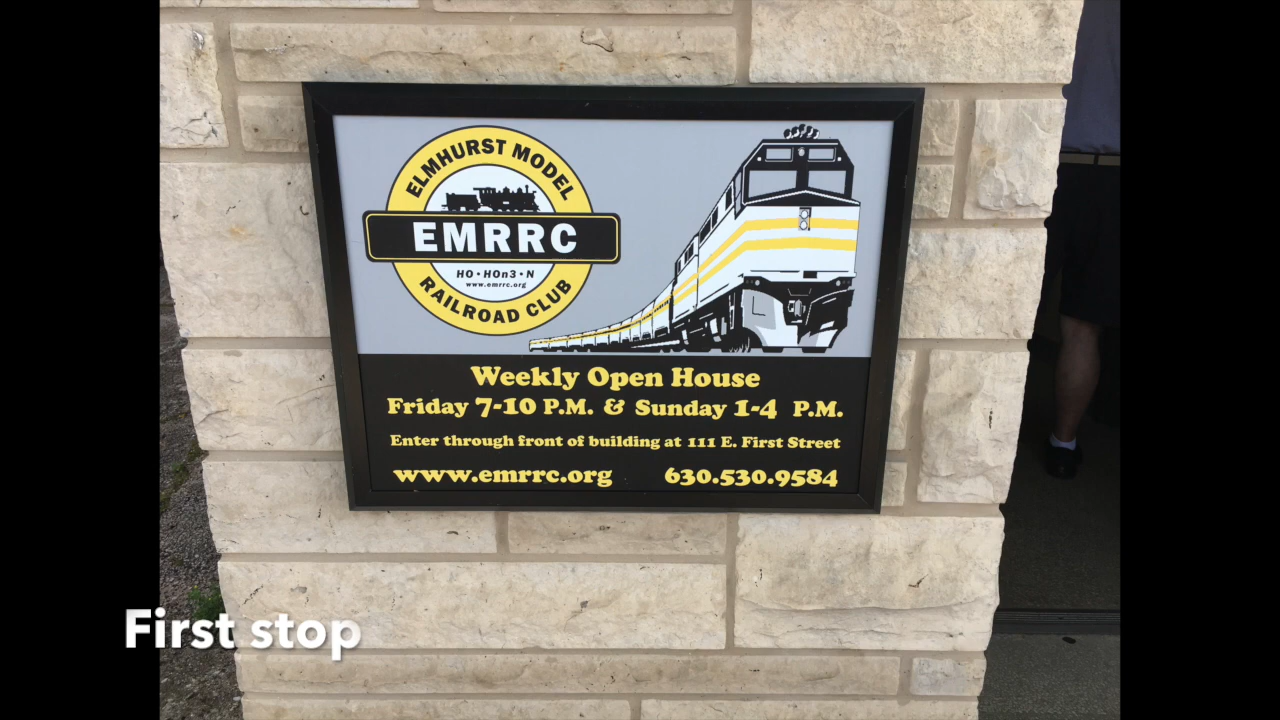 ELMHURST MODEL
EMRRC
HO • HOn3 • N
www.emrrc.org
RAILROAD CLUB
Weekly Open House
Friday 7-10 P.M. & Sunday 1-4 P.M.
Enter through front of building at 111 E. First Street
www.emrrc.org 630.530.9584
First stop